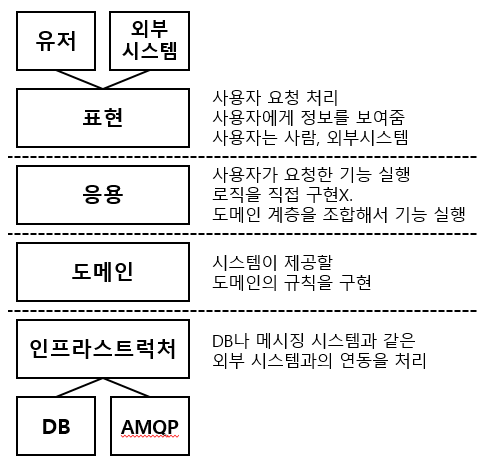 유저
외부
시스템
표현
사용자 요청 처리
사용자에게 정보를 보여줌
사용자는 사람, 외부시스템
응용
사용자가 요청한 기능 실행
로직을 직접 구현X.
도메인 계층을 조합해서 기능 실행
도메인
시스템이 제공할
도메인의 규칙을 구현
인프라스트럭처
DB나 메시징 시스템과 같은
외부 시스템과의 연동을 처리
DB
AMQP